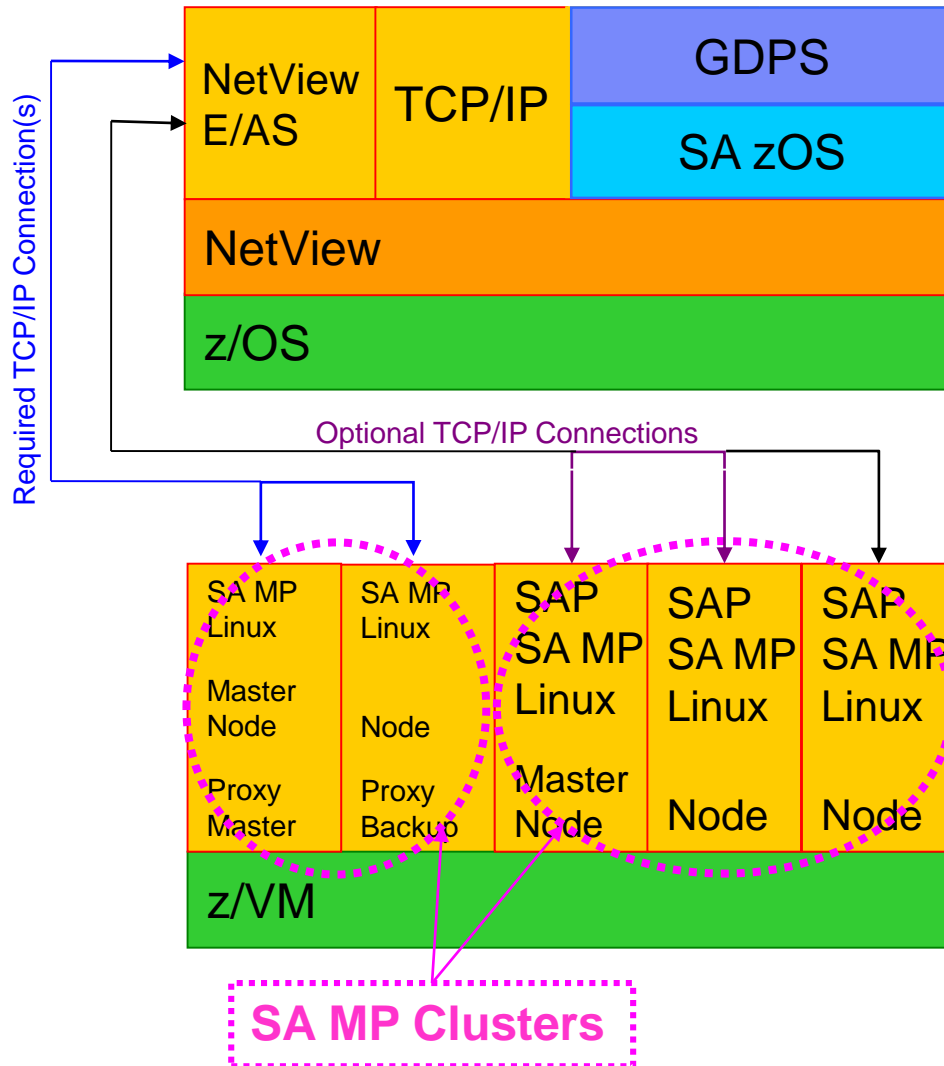 Required TCP/IP Connection(s)
NetView
E/AS
TCP/IP
GDPS
SA zOS
NetView
z/OS
Optional TCP/IP Connections
SA MP
Linux
Master
Node
Proxy
Master
SA MP
Linux
Node
Proxy
Backup
SAP
SA MP
Linux
Master
Node
SAP
SA MP
Linux
Node
SAP
SA MP
Linux
Node
z/VM
SA MP Clusters